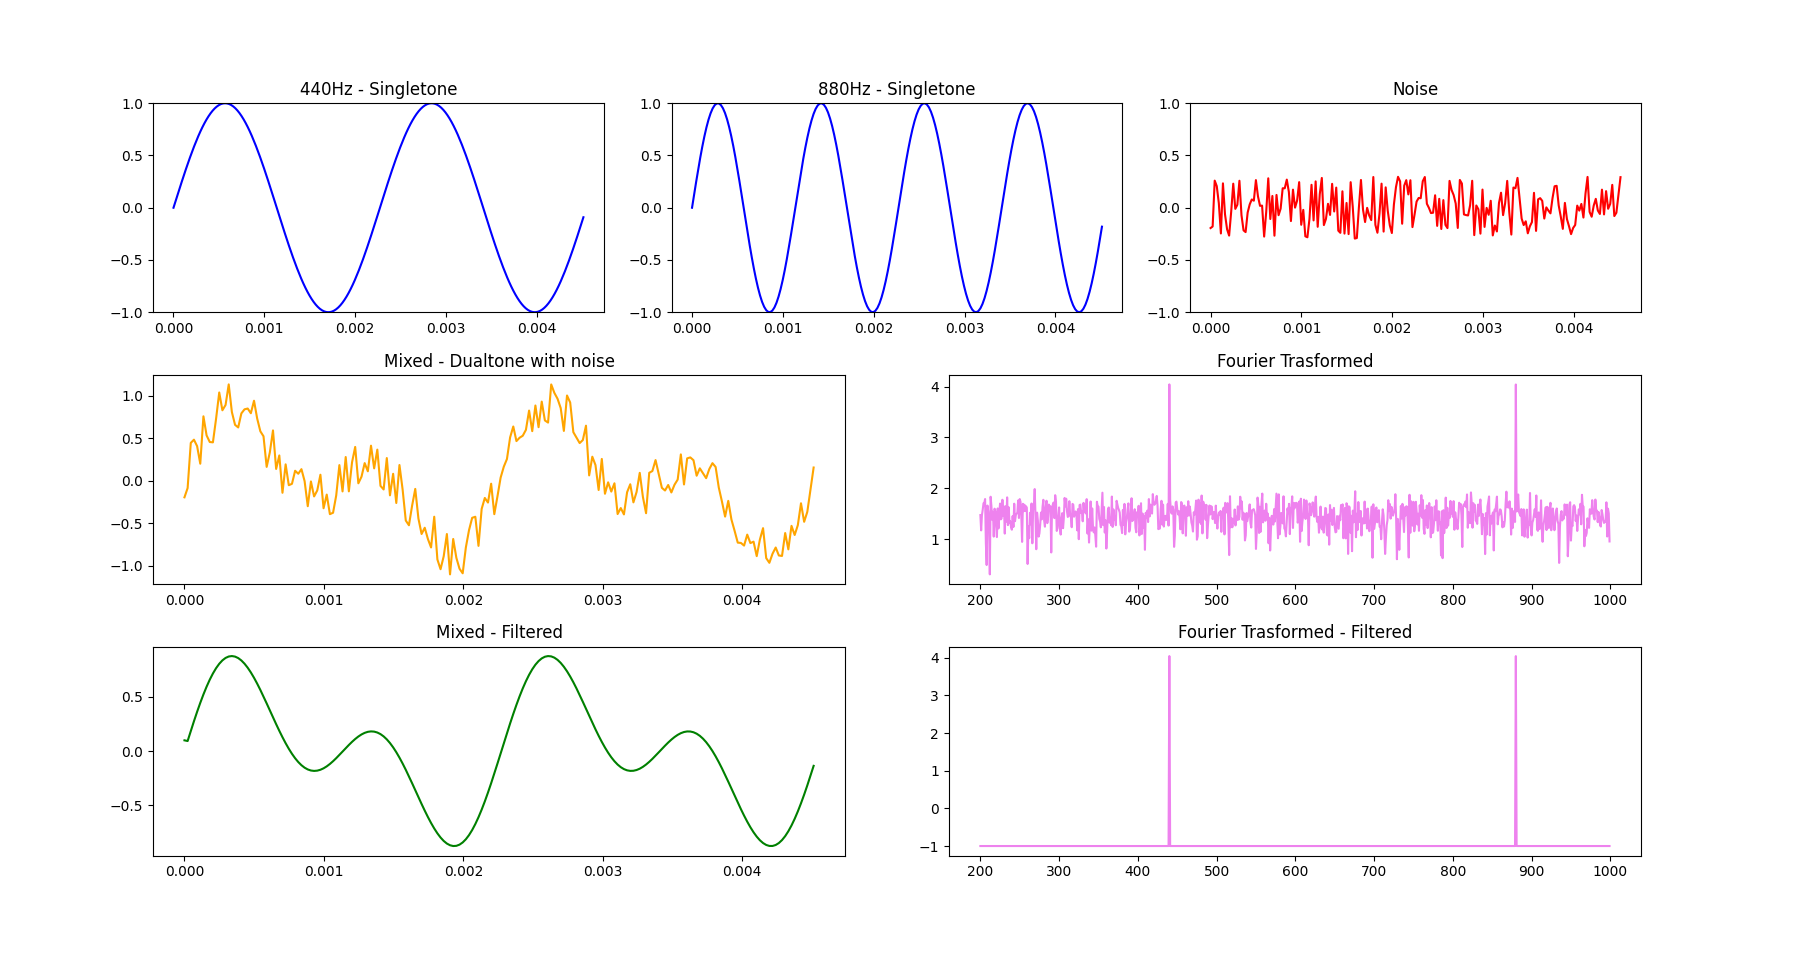 440Hz - Singletone
880Hz - Singletone
Noise
1.0
0.5
0.0
−0.5
−1.0
0.000 0.001 0.002 0.003 0.004
1.0
0.5
0.0
−0.5
−1.0
0.000 0.001 0.002 0.003 0.004
1.0
0.5
0.0
−0.5
−1.0
0.000 0.001 0.002 0.003 0.004
Mixed - Dualtone with noise
1.0
0.5
0.0
−0.5
−1.0
0.000 0.001 0.002 0.003 0.004
Fourier Trasformed
4
3
2
1
200 300 400 500 600 700 800 900 1000
Mixed - Filtered
0.5
0.0
−0.5
0.000 0.001 0.002 0.003 0.004
Fourier Trasformed - Filtered
4
3
2
1
0
−1
200 300 400 500 600 700 800 900 1000